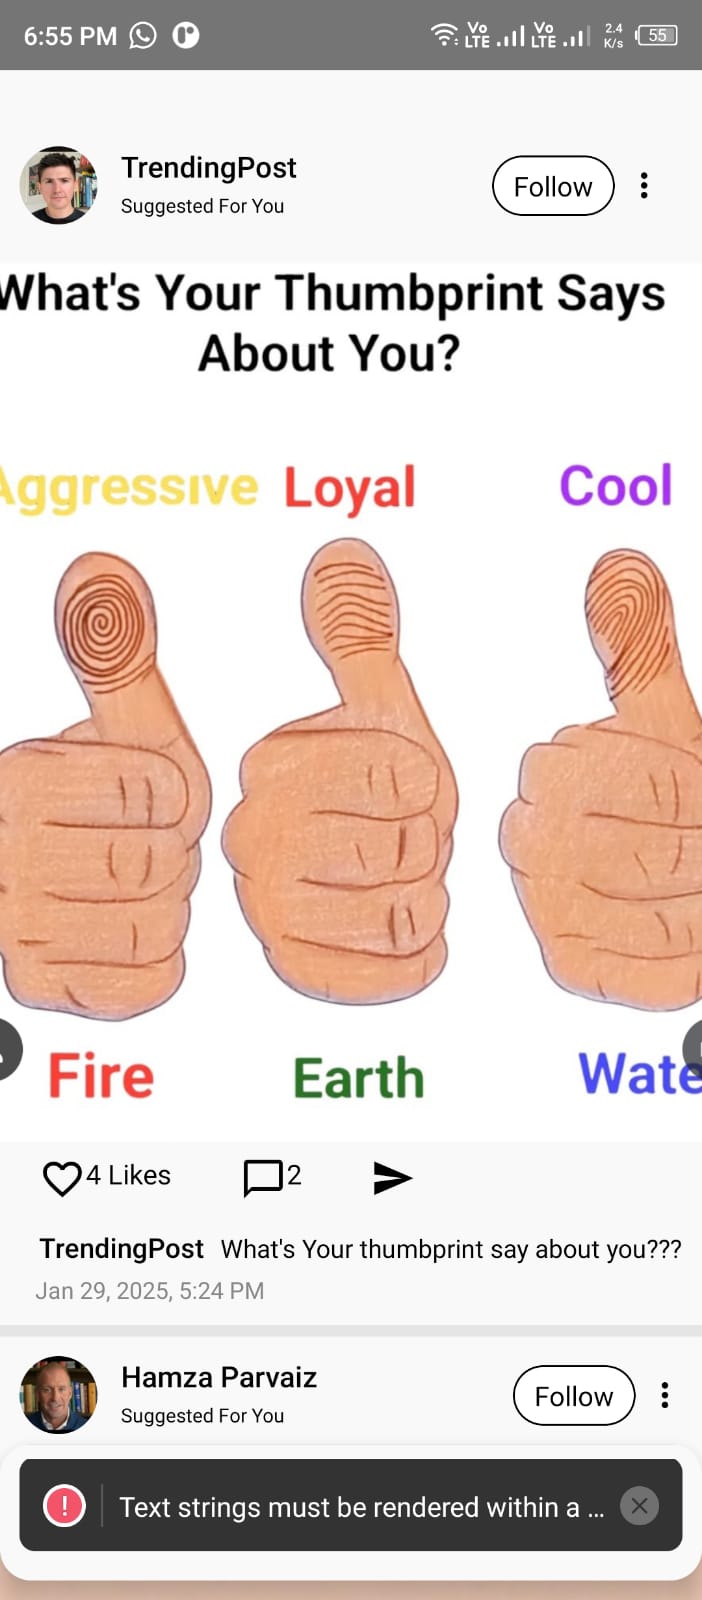 6:55 PM
Vo LTE Vo LTE 2.4 K/s 55
TrendingPost
Suggested For You
Follow
What's Your Thumbprint Says
About You?
Aggressive Loyal Cool
Fire Earth Wate
4 Likes 2
TrendingPost What's Your thumbprint say about you???
Jan 29, 2025, 5:24 PM
Hamza Parvaiz
Suggested For You
Follow
! Text strings must be rendered within a ...